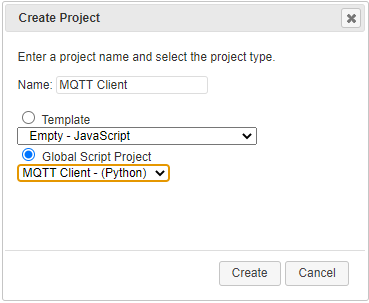 Create Project
Enter a project name and select the project type.
Name: MQTT Client
Template
Empty - JavaScript
Global Script Project
MQTT Client - (Python)
Create Cancel